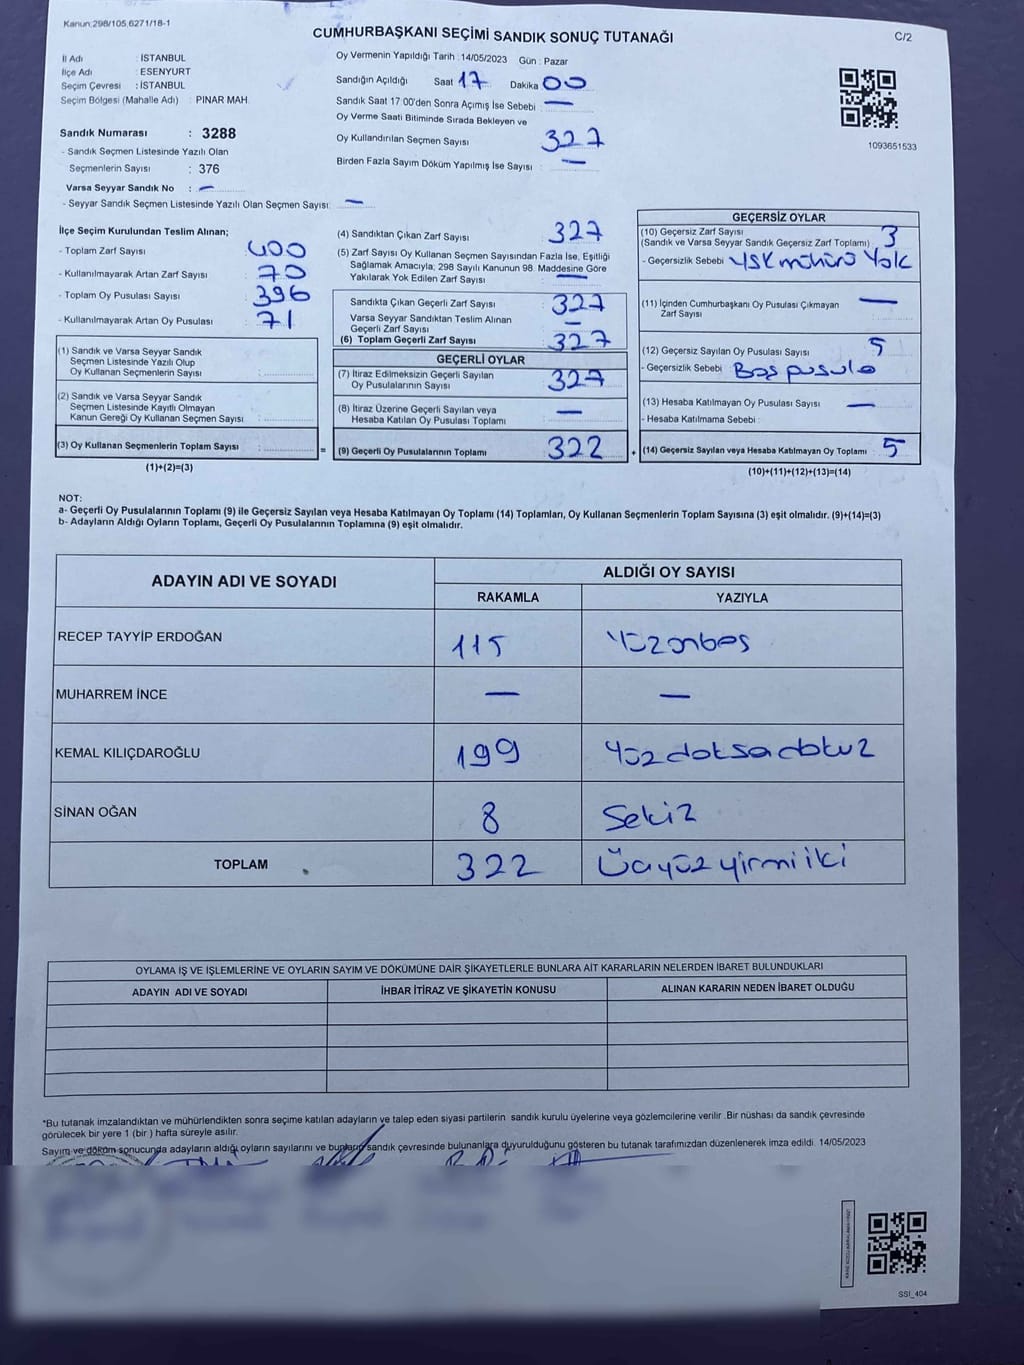 Kanun:298/105,6271/18-1
CUMHURBAŞKANI SEÇİMİ SANDIK SONUÇ TUTANAĞI
C/2
İl Adı : İSTANBUL
İlçe Adı : ESENYURT
Seçim Çevresi : İSTANBUL
Seçim Bölgesi (Mahalle Adı) : PINAR MAH.
Sandık Numarası : 3288
- Sandık Seçmen Listesinde Yazılı Olan
Seçmenlerin Sayısı : 376
Varsa Seyyar Sandık No : —
- Seyyar Sandık Seçmen Listesinde Yazılı Olan Seçmen Sayısı: —
Oy Vermenin Yapıldığı Tarih : 14/05/2023 Gün : Pazar
Sandığın Açıldığı Saat 17 Dakika 00
Sandık Saat 17 00'den Sonra Açımış İse Sebebi : —
Oy Verme Saati Bitiminde Sırada Bekleyen ve
Oy Kullandırılan Seçmen Sayısı : 327
Birden Fazla Sayım Döküm Yapılmış İse Sayısı : —
1093651533
İlçe Seçim Kurulundan Teslim Alınan;
- Toplam Zarf Sayısı : 400
- Kullanılmayarak Artan Zarf Sayısı : 70
- Toplam Oy Pusulası Sayısı : 396
- Kullanılmayarak Artan Oy Pusulası : 71
(1) Sandık ve Varsa Seyyar Sandık
Seçmen Listesinde Yazılı Olup
Oy Kullanan Seçmenlerin Sayısı :
(2) Sandık ve Varsa Seyyar Sandık
Seçmen Listesinde Kayıtlı Olmayan
Kanun Gereği Oy Kullanan Seçmen Sayısı :
(3) Oy Kullanan Seçmenlerin Toplam Sayısı :
(1)+(2)=(3)
=
(4) Sandıktan Çıkan Zarf Sayısı : 327
(5) Zarf Sayısı Oy Kullanan Seçmen Sayısından Fazla İse, Eşitliği
Sağlamak Amacıyla; 298 Sayılı Kanunun 98. Maddesine Göre
Yakılarak Yok Edilen Zarf Sayısı : —
Sandıkta Çıkan Geçerli Zarf Sayısı : 327
Varsa Seyyar Sandıktan Teslim Alınan
Geçerli Zarf Sayısı : —
(6) Toplam Geçerli Zarf Sayısı : 327
GEÇERLİ OYLAR
(7) İtiraz Edilmeksizin Geçerli Sayılan
Oy Pusulalarının Sayısı : 327
(8) İtiraz Üzerine Geçerli Sayılan veya
Hesaba Katılan Oy Pusulaları Toplamı : —
(9) Geçerli Oy Pusulalarının Toplamı : 322
+
GEÇERSİZ OYLAR
(10) Geçersiz Zarf Sayısı
(Sandık ve Varsa Seyyar Sandık Geçersiz Zarf Toplamı) : 3
- Geçersizlik Sebebi : YSK mührü Yok
(11) İçinden Cumhurbaşkanı Oy Pusulası Çıkmayan
Zarf Sayısı : —
(12) Geçersiz Sayılan Oy Pusulası Sayısı : 5
- Geçersizlik Sebebi : Boş pusula
(13) Hesaba Katılmayan Oy Pusulası Sayısı : —
- Hesaba Katılmama Sebebi :
(14) Geçersiz Sayılan veya Hesaba Katılmayan Oy Toplamı : 5
(10)+(11)+(12)+(13)=(14)
NOT:
a- Geçerli Oy Pusulalarının Toplamı (9) ile Geçersiz Sayılan veya Hesaba Katılmayan Oy Toplamı (14) Toplamları, Oy Kullanan Seçmenlerin Toplam Sayısına (3) eşit olmalıdır. (9)+(14)=(3)
b- Adayların Aldığı Oyların Toplamı, Geçerli Oy Pusulalarının Toplamına (9) eşit olmalıdır.
ADAYIN ADI VE SOYADI
ALDIĞI OY SAYISI
RAKAMLA YAZIYLA
RECEP TAYYİP ERDOĞAN 115 Yüzonbeş
MUHARREM İNCE — —
KEMAL KILIÇDAROĞLU 199 Yüzdoksadokuz
SİNAN OĞAN 8 Sekiz
TOPLAM 322 Üçyüzyirmiiki
OYLAMA İŞ VE İŞLEMLERİNE VE OYLARIN SAYIM VE DÖKÜMÜNE DAİR ŞİKAYETLERLE BUNLARA AİT KARARLARIN NELERDEN İBARET BULUNDUKLARI
ADAYIN ADI VE SOYADI İHBAR İTİRAZ VE ŞİKAYETİN KONUSU ALINAN KARARIN NEDEN İBARET OLDUĞU
*Bu tutanak imzalandıktan ve mühürlendikten sonra seçime katılan adayların ve talep eden siyasi partilerin sandık kurulu üyelerine veya gözlemcilerine verilir .Bir nüshası da sandık çevresinde
görülecek bir yere 1 (bir ) hafta süreyle asılır.
Sayım ve döküm sonucunda adayların aldığı oyların sayılarını ve bunların sandık çevresinde bulunanlara duyurulduğunu gösteren bu tutanak tarafımızdan düzenlenerek imza edildi. 14/05/2023
SSI_404